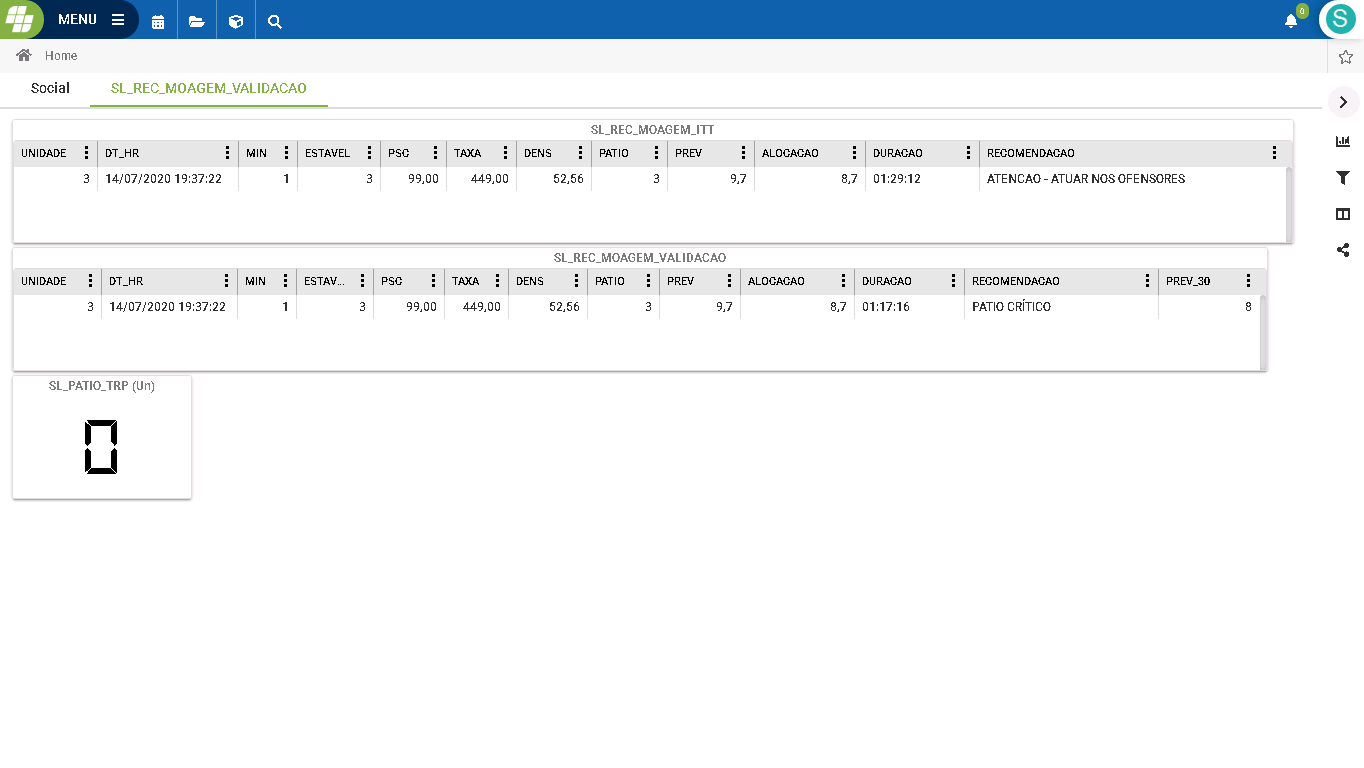 MENU
0
S
Home
Social SL_REC_MOAGEM_VALIDACAO
SL_REC_MOAGEM_ITT
UNIDADE DT_HR MIN ESTAVEL PSC TAXA DENS PATIO PREV ALOCACAO DURACAO RECOMENDACAO
3 14/07/2020 19:37:22 1 3 99,00 449,00 52,56 3 9,7 8,7 01:29:12 ATENCAO - ATUAR NOS OFENSORES
SL_REC_MOAGEM_VALIDACAO
UNIDADE DT_HR MIN ESTAV... PSC TAXA DENS PATIO PREV ALOCACAO DURACAO RECOMENDACAO PREV_30
3 14/07/2020 19:37:22 1 3 99,00 449,00 52,56 3 9,7 8,7 01:17:16 PATIO CRÍTICO 8
SL_PATIO_TRP (Un)
0